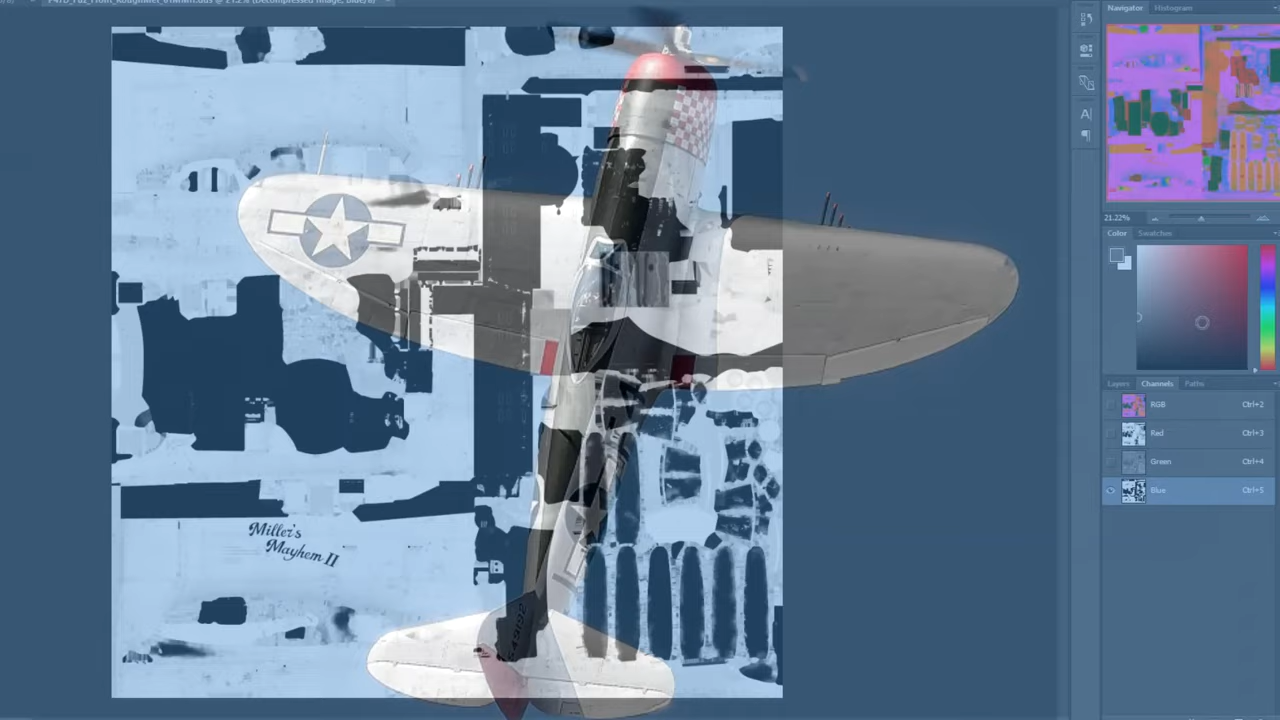 Navigator Histogram
21.22%
Color Swatches
Layers Channels Paths
RGB Ctrl+2
Red Ctrl+3
Green Ctrl+4
Blue Ctrl+5
Miller's
Mayhem II